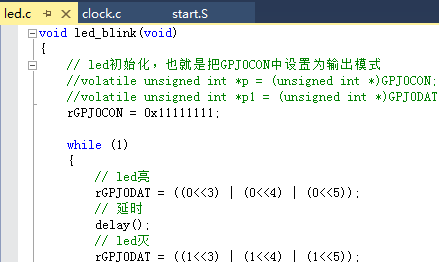 led.c clock.c start.S
void led_blink(void)
{
// led初始化，也就是把GPJ0CON中设置为输出模式
//volatile unsigned int *p = (unsigned int *)GPJ0CON;
//volatile unsigned int *p1 = (unsigned int *)GPJ0DAT
rGPJ0CON = 0x11111111;
while (1)
{
// led亮
rGPJ0DAT = ((0<<3) | (0<<4) | (0<<5));
// 延时
delay();
// led灭
rGPJ0DAT = ((1<<3) | (1<<4) | (1<<5));